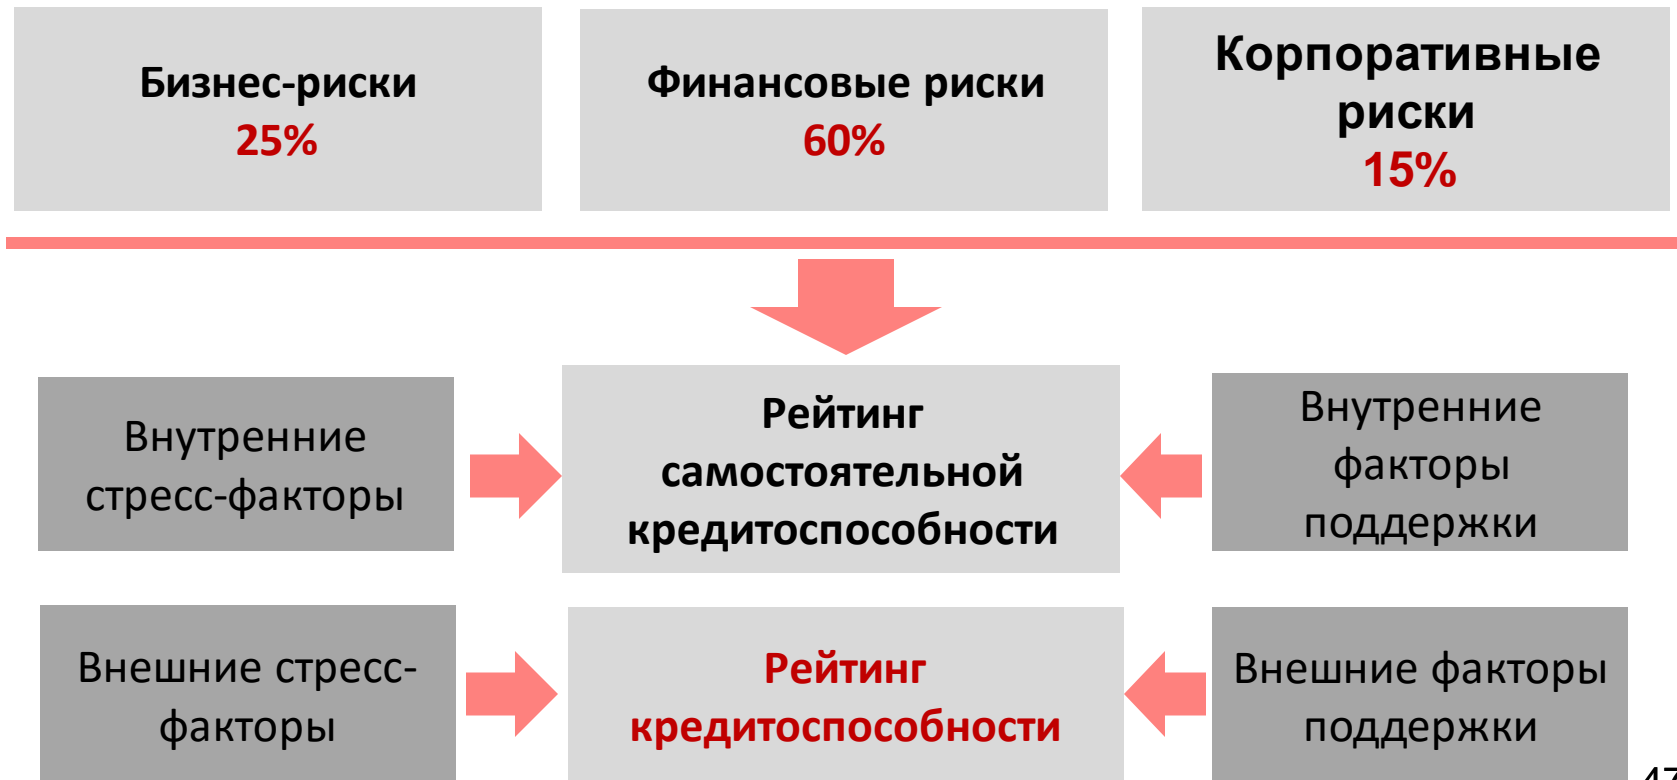 Бизнес-риски
25%
Финансовые риски
60%
Корпоративные
риски
15%
Внутренние
стресс-факторы
Рейтинг
самостоятельной
кредитоспособности
Внутренние
факторы
поддержки
Внешние стресс-
факторы
Рейтинг
кредитоспособности
Внешние факторы
поддержки
47